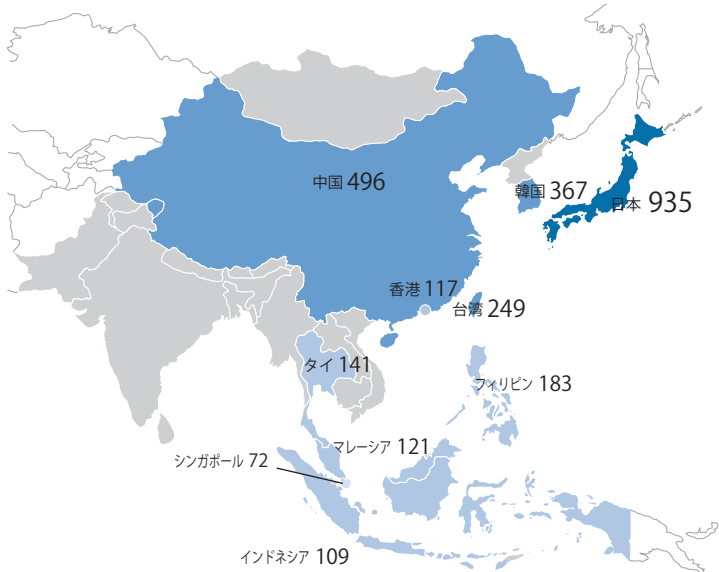 中国 496
韓国 367
日本 935
香港 117
台湾 249
タイ 141
フィリピン 183
マレーシア 121
シンガポール 72
インドネシア 109